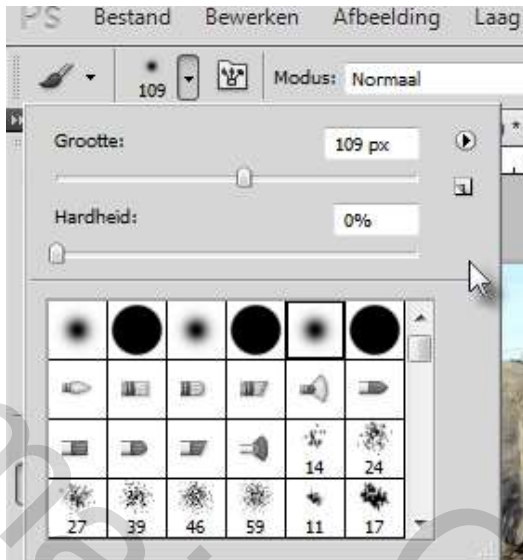 PS Bestand Bewerken Afbeelding Laag
109 Modus: Normaal
Grootte: 109 px
Hardheid: 0%
14 24
27 39 46 59 11 17